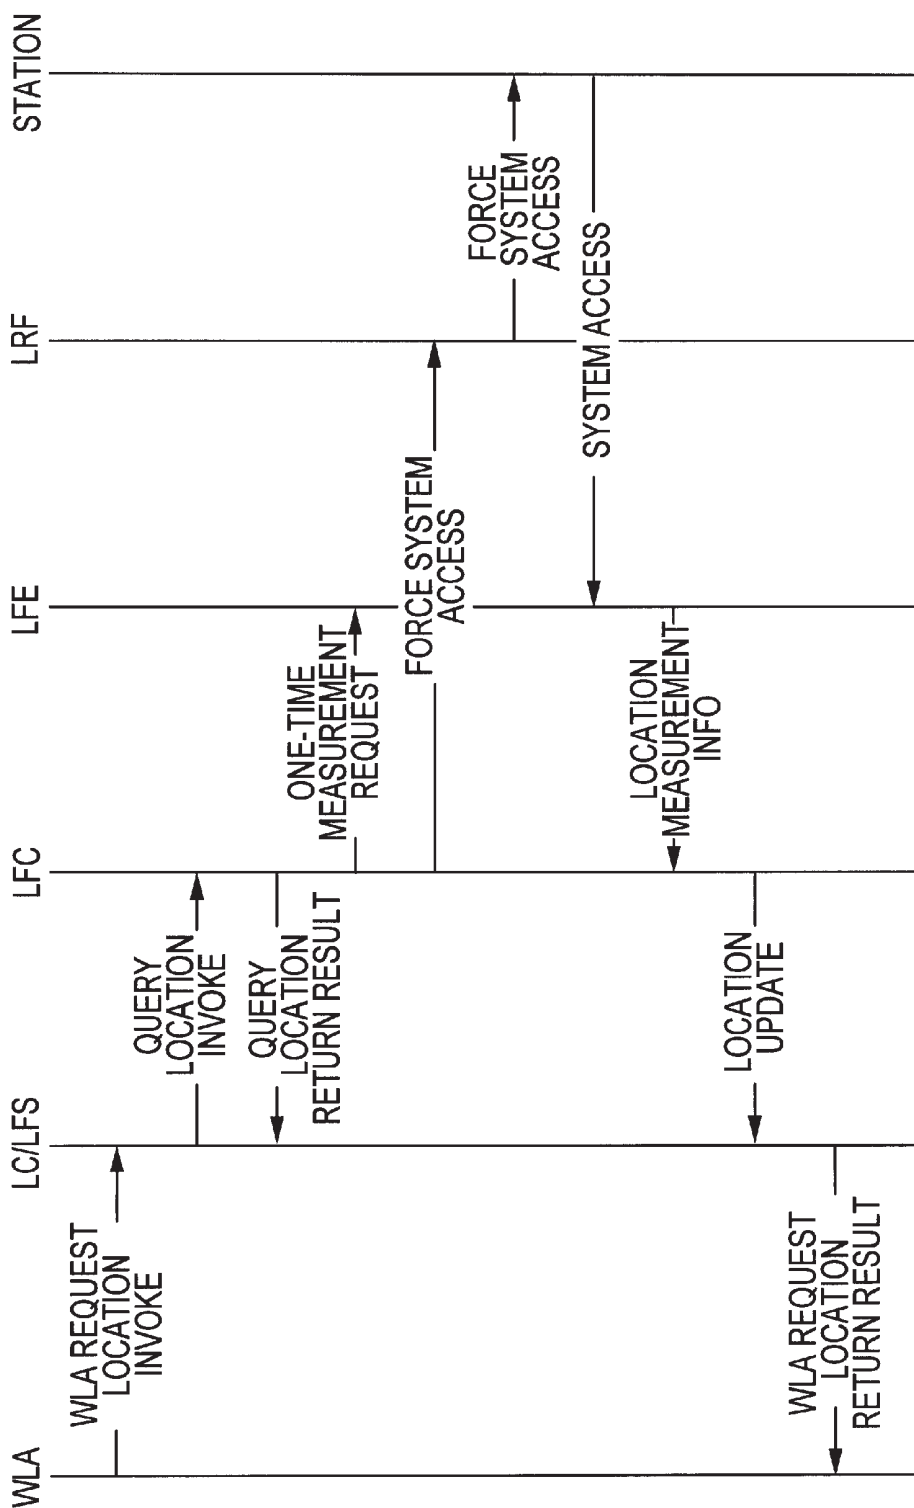 WLA
LC/LFS
LFC
LFE
LRF
STATION
WLA REQUEST
LOCATION
INVOKE
QUERY
LOCATION
INVOKE
QUERY
LOCATION
RETURN RESULT
ONE-TIME
MEASUREMENT
REQUEST
FORCE SYSTEM
ACCESS
FORCE
SYSTEM
ACCESS
SYSTEM ACCESS
LOCATION
MEASUREMENT
INFO
LOCATION
UPDATE
WLA REQUEST
LOCATION
RETURN RESULT